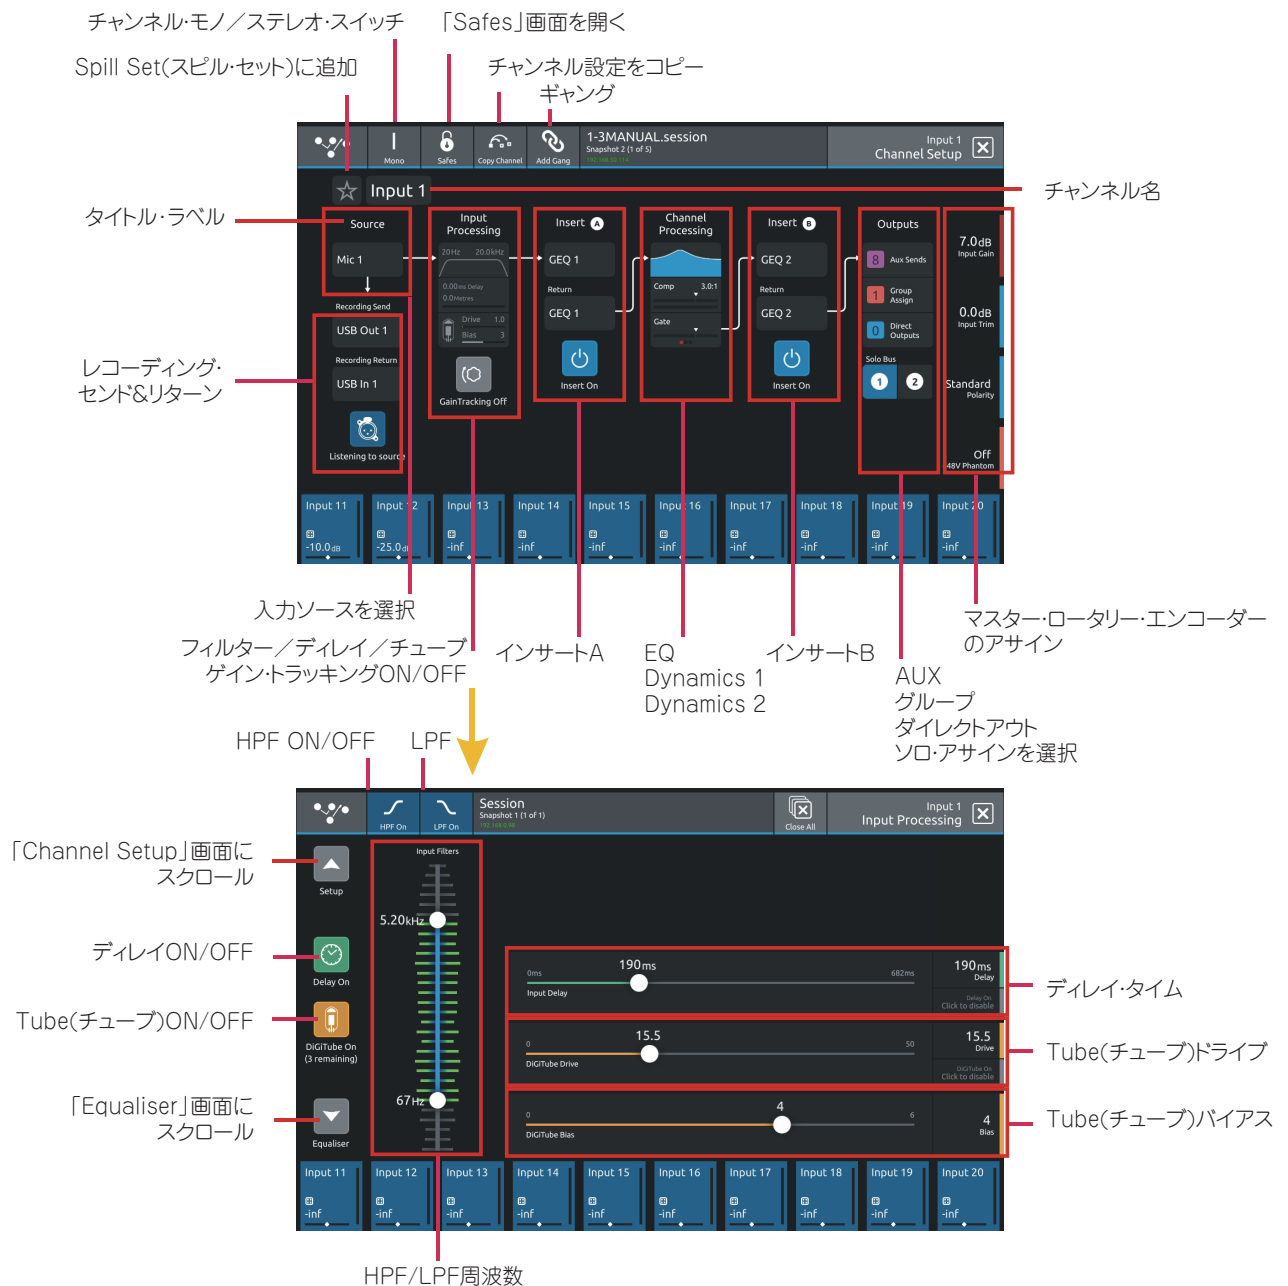 チャンネル・モノ／ステレオ・スイッチ
「Safes」画面を開く
Spill Set(スピル・セット)に追加
チャンネル設定をコピー
ギャング
Mono
Safes
Copy Channel
Add Gang
1-3MANUAL.session
Snapshot 2 (1 of 5)
192.168.50.114
Input 1
Channel Setup
Input 1
チャンネル名
タイトル・ラベル
Source
Mic 1
Recording Send
USB Out 1
Recording Return
USB In 1
Listening to source
レコーディング・
センド&リターン
Input
Processing
20Hz 20.0kHz
0.00ms Delay
0.0Metres
Drive 1.0
Bias 3
GainTracking Off
Insert A
GEQ 1
Return
GEQ 1
Insert On
Channel
Processing
Comp 3.0:1
Gate
Insert B
GEQ 2
Return
GEQ 2
Insert On
Outputs
8 Aux Sends
1 Group
Assign
0 Direct
Outputs
Solo Bus
1 2
7.0dB
Input Gain
0.0dB
Input Trim
Standard
Polarity
Off
48V Phantom
Input 11
-10.0dB
Input 12
-25.0dB
Input 13
-inf
Input 14
-inf
Input 15
-inf
Input 16
-inf
Input 17
-inf
Input 18
-inf
Input 19
-inf
Input 20
-inf
入力ソースを選択
フィルター／ディレイ／チューブ
ゲイン・トラッキングON/OFF
インサートA
EQ
Dynamics 1
Dynamics 2
インサートB
AUX
グループ
ダイレクトアウト
ソロ・アサインを選択
マスター・ロータリー・エンコーダー
のアサイン
HPF ON/OFF
LPF
HPF On
LPF On
Session
Snapshot 1 (1 of 1)
192.168.0.98
Close All
Input 1
Input Processing
「Channel Setup」画面に
スクロール
Setup
ディレイON/OFF
Delay On
Tube(チューブ)ON/OFF
DiGiTube On
(3 remaining)
「Equaliser」画面に
スクロール
Equaliser
Input Filters
5.20kHz
67Hz
190ms
0ms 682ms
Input Delay
190ms
Delay
Delay On
Click to disable
ディレイ・タイム
15.5
0 50
DiGiTube Drive
15.5
Drive
DiGiTube On
Click to disable
Tube(チューブ)ドライブ
4
0 6
DiGiTube Bias
4
Bias
Tube(チューブ)バイアス
Input 11
-inf
Input 12
-inf
Input 13
-inf
Input 14
-inf
Input 15
-inf
Input 16
-inf
Input 17
-inf
Input 18
-inf
Input 19
-inf
Input 20
-inf
HPF/LPF周波数